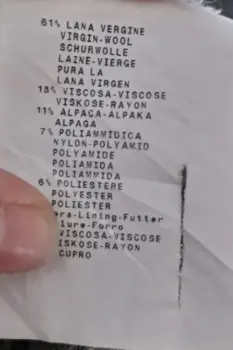 61% LANA VERGINE
VIRGIN-WOOL
SCHURWOLLE
LAINE-VIERGE
PURA LA
LANA VIRGEN
15% VISCOSA-VISCOSE
VISKOSE-RAYON
11% ALPACA-ALPAKA
ALPAGA
7% POLIAMMIDICA
NYLON-POLYAMID
POLYAMIDE
POLIAMIDA
POLIAMMIDA
6% POLIESTERE
POLYESTER
POLIESTER
ara-Lining-Futter
lure-Forro
VISCOSA-VISCOSE
ISKOSE-RAYON
CUPRO